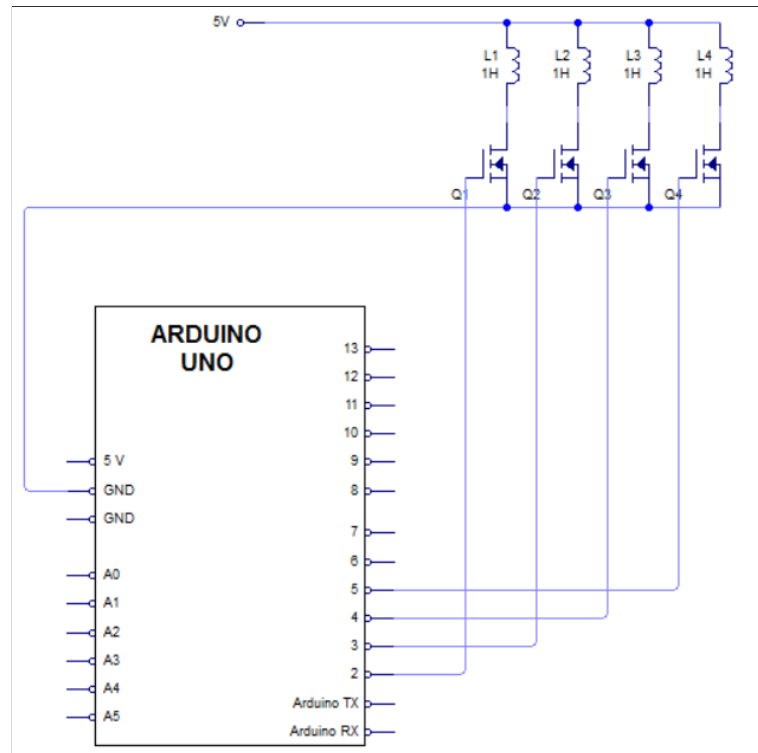 5V
L1 L2 L3 L4
1H 1H 1H 1H
Q1 Q2 Q3 Q4
ARDUINO
UNO
13
12
11
10
5 V 9
GND 8
GND
7
6
A0 5
A1 4
A2 3
A3 2
A4 Arduino TX
A5 Arduino RX